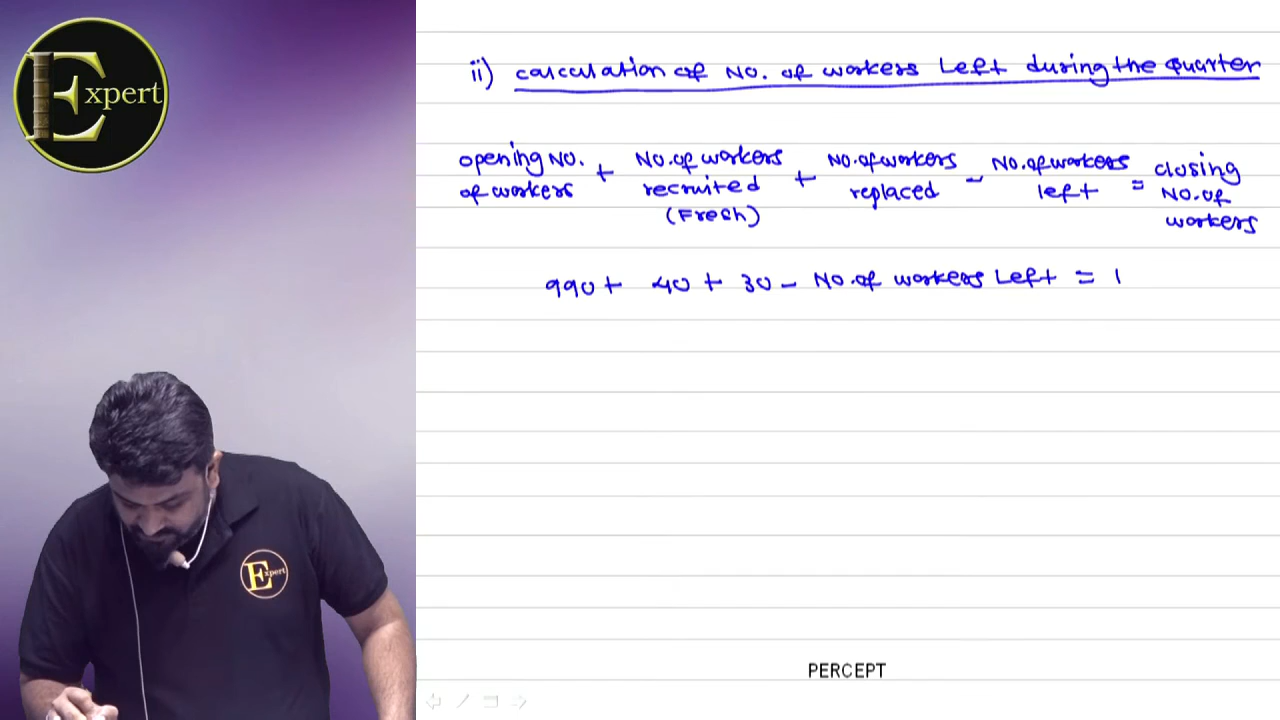 Expert
ii) calculation of No. of workers Left during the Quarter
opening No. of workers + No. of workers recruited (Fresh) + No. of workers replaced - No. of workers left = closing No. of workers
990 + 40 + 30 - No. of workers Left = 1
Expert
PERCEPT